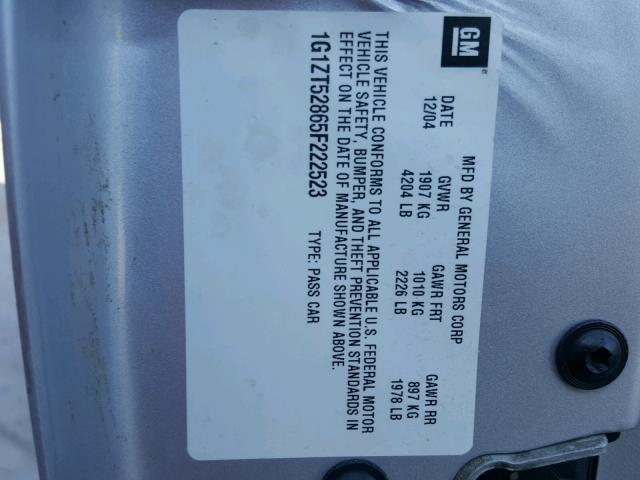 GM
MFD BY GENERAL MOTORS CORP
DATE GVWR GAWR FRT GAWR RR
12/04 1907 KG 1010 KG 897 KG
4204 LB 2226 LB 1978 LB
THIS VEHICLE CONFORMS TO ALL APPLICABLE U.S. FEDERAL MOTOR
VEHICLE SAFETY, BUMPER, AND THEFT PREVENTION STANDARDS IN
EFFECT ON THE DATE OF MANUFACTURE SHOWN ABOVE.
1G1ZT52865F222523 TYPE: PASS CAR